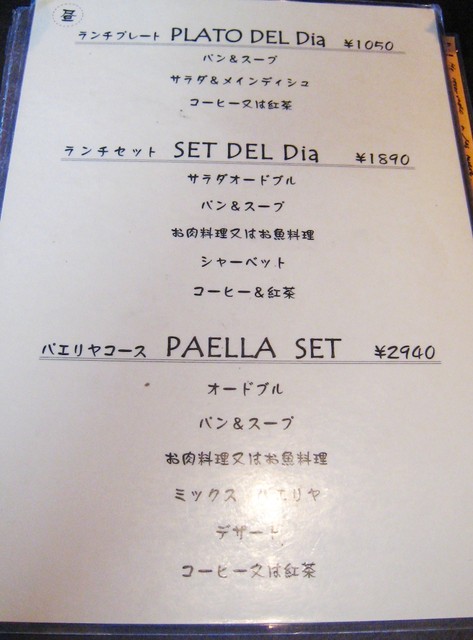 昼
ランチプレート PLATO DEL Dia ¥1050
パン&スープ
サラダ&メインディシュ
コーヒー又は紅茶
ランチセット SET DEL Dia ¥1890
サラダオードブル
パン&スープ
お肉料理又はお魚料理
シャーベット
コーヒー&紅茶
パエリヤコース PAELLA SET ¥2940
オードブル
パン&スープ
お肉料理又はお魚料理
ミックス パエリヤ
デザート
コーヒー又は紅茶